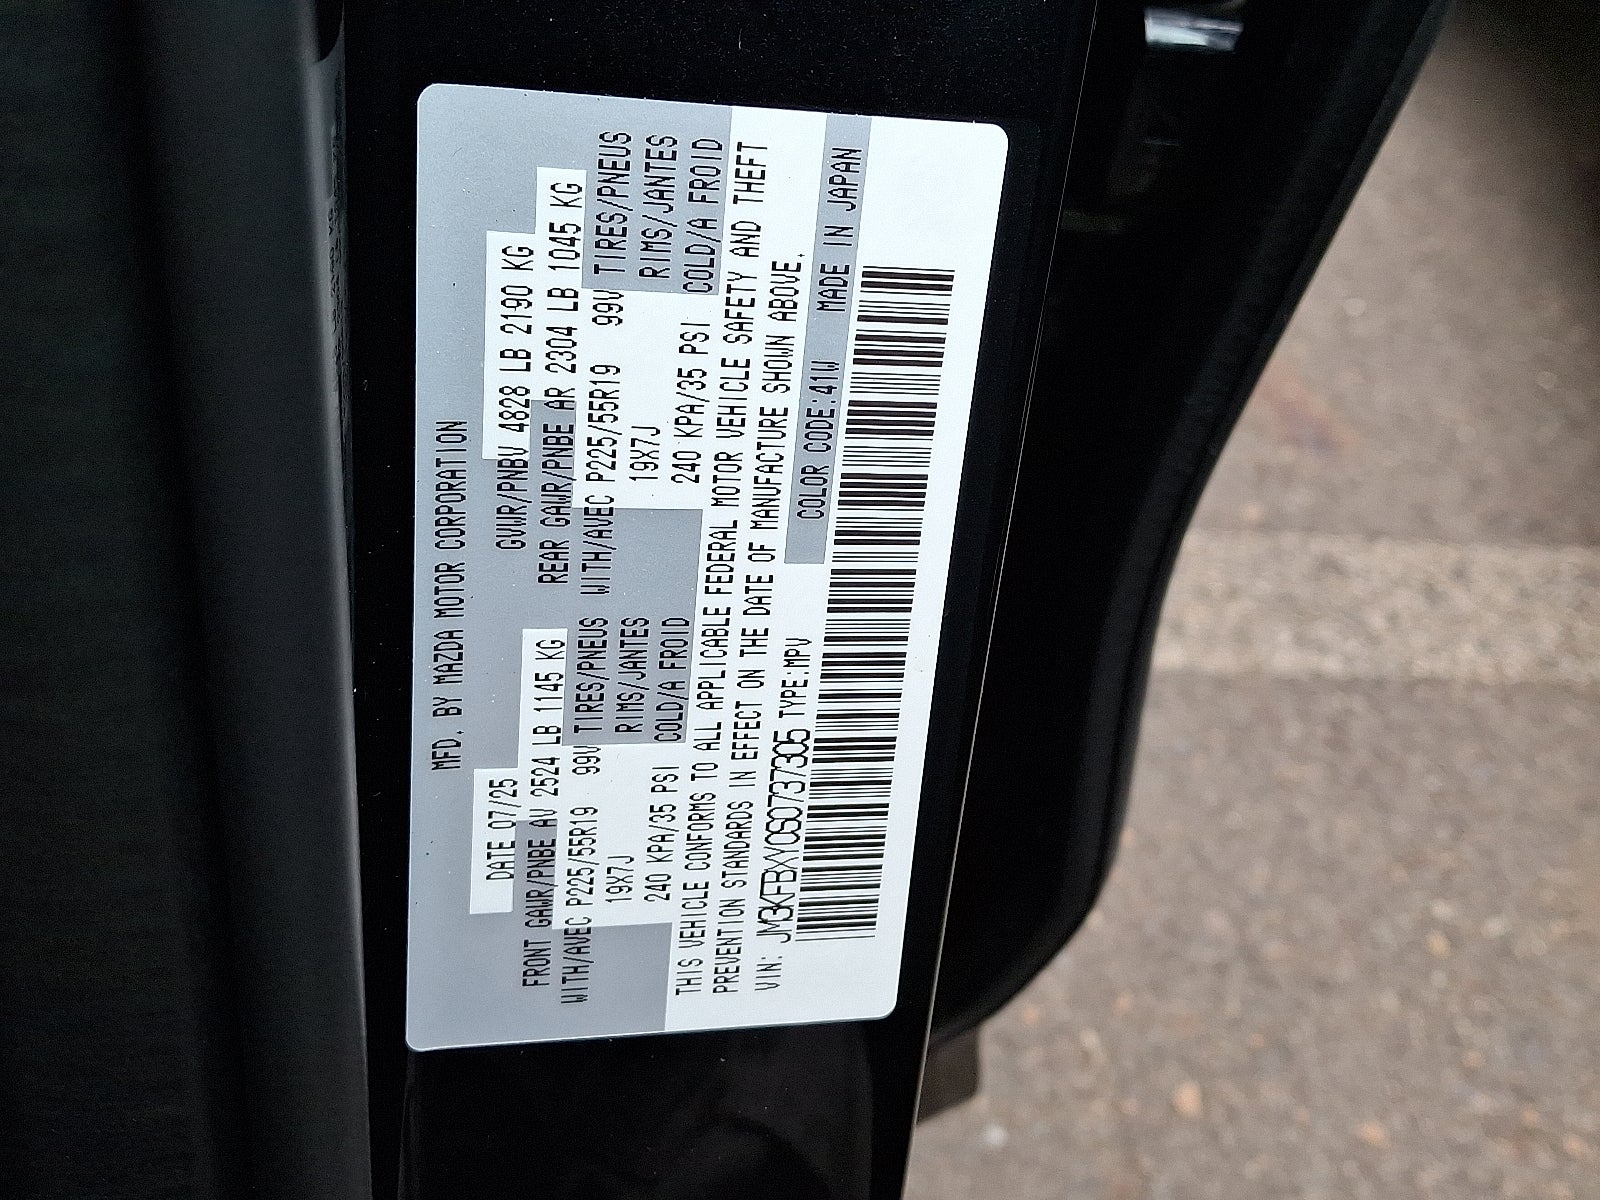 MFD. BY MAZDA MOTOR CORPORATION
DATE 07/25 GVWR/PNBV 4828 LB 2190 KG
FRONT GAWR/PNBE AV 2524 LB 1145 KG REAR GAWR/PNBE AR 2304 LB 1045 KG
WITH/AVEC P225/55R19 99V TIRES/PNEUS WITH/AVEC P225/55R19 99V TIRES/PNEUS
19X7J RIMS/JANTES 19X7J RIMS/JANTES
240 KPA/35 PSI COLD/A FROID 240 KPA/35 PSI COLD/A FROID
THIS VEHICLE CONFORMS TO ALL APPLICABLE FEDERAL MOTOR VEHICLE SAFETY AND THEFT
PREVENTION STANDARDS IN EFFECT ON THE DATE OF MANUFACTURE SHOWN ABOVE.
VIN: JM3KFBXY0S0737305 TYPE:MPV COLOR CODE:41W MADE IN JAPAN